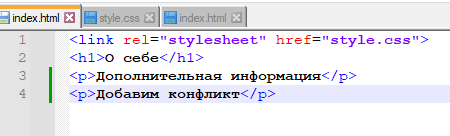 index.html style.css index.html
1 <link rel="stylesheet" href="style.css">
2 <h1>О себе</h1>
3 <p>Дополнительная информация</p>
4 <p>Добавим конфликт</p>